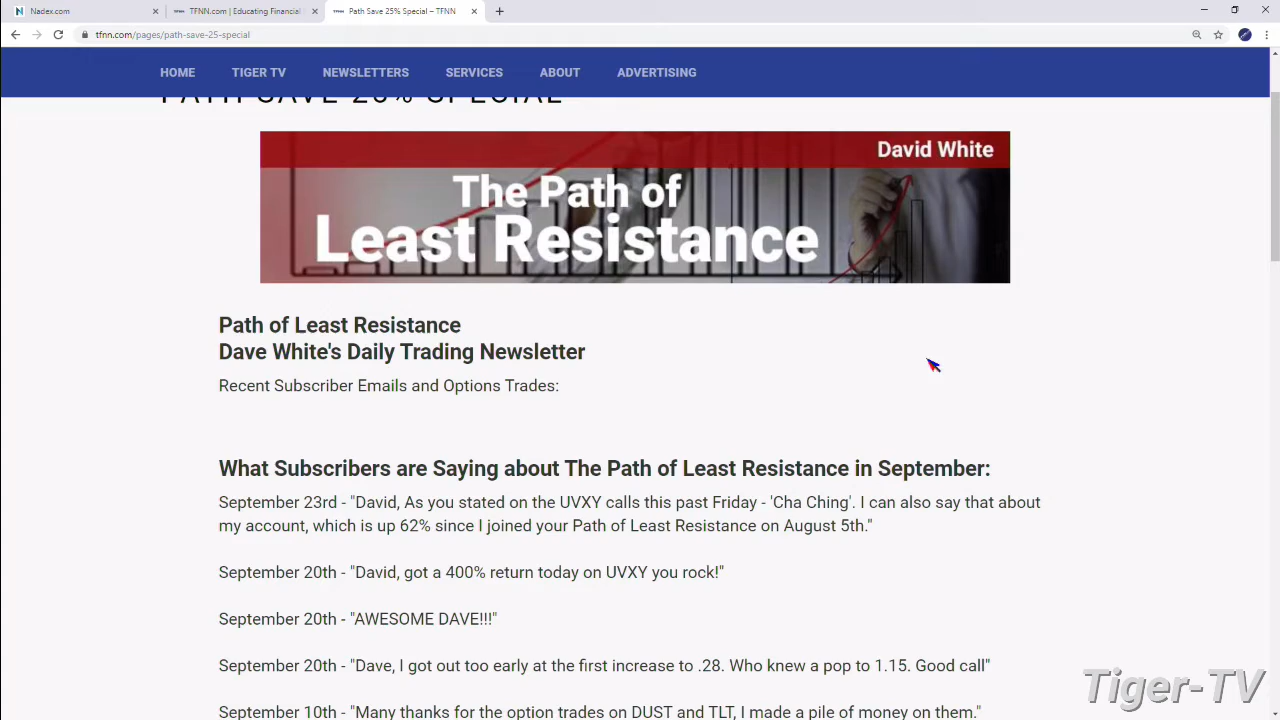 Nadex.com
TFNN.com | Educating Financial
Path Save 25% Special – TFNN
tfnn.com/pages/path-save-25-special
HOME
TIGER TV
NEWSLETTERS
SERVICES
ABOUT
ADVERTISING
PATH SAVE 25% SPECIAL
David White
The Path of
Least Resistance
Path of Least Resistance
Dave White's Daily Trading Newsletter
Recent Subscriber Emails and Options Trades:
What Subscribers are Saying about The Path of Least Resistance in September:
September 23rd - "David, As you stated on the UVXY calls this past Friday - 'Cha Ching'. I can also say that about
my account, which is up 62% since I joined your Path of Least Resistance on August 5th."
September 20th - "David, got a 400% return today on UVXY you rock!"
September 20th - "AWESOME DAVE!!!"
September 20th - "Dave, I got out too early at the first increase to .28. Who knew a pop to 1.15. Good call"
September 10th - "Many thanks for the option trades on DUST and TLT, I made a pile of money on them."
Tiger-TV